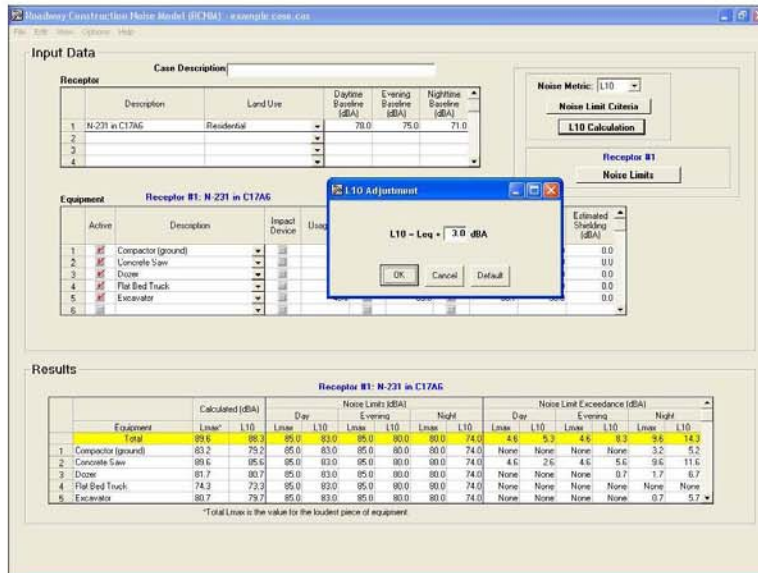 Roadway Construction Noise Model (RCNM) - example case.cas
File Edit View Options Help
Input Data
Case Description:
Receptor
Description Land Use Daytime Baseline (dBA) Evening Baseline (dBA) Nighttime Baseline (dBA)
1 N-231 in C17A6 Residential 78.0 75.0 71.0
2
3
4
Noise Metric: L10
Noise Limit Criteria
L10 Calculation
Receptor #1
Noise Limits
Equipment Receptor #1: N-231 in C17A6
Active Description Impact Device Usag Estimated Shielding (dBA)
1 Compactor (ground) 0.0
2 Concrete Saw 0.0
3 Dozer 0.0
4 Flat Bed Truck 0.0
5 Excavator 0.0
6
L10 Adjustment
L10 = Leq + 3.0 dBA
OK Cancel Default
Results
Receptor #1: N-231 in C17A6
Calculated (dBA) Noise Limits (dBA) Noise Limit Exceedance (dBA)
Day Evening Night Day Evening Night
Equipment Lmax* L10 Lmax L10 Lmax L10 Lmax L10 Lmax L10 Lmax L10 Lmax L10
Total 89.6 88.3 85.0 83.0 85.0 80.0 80.0 74.0 4.6 5.3 4.6 8.3 9.6 14.3
1 Compactor (ground) 83.2 79.2 85.0 83.0 85.0 80.0 80.0 74.0 None None None None 3.2 5.2
2 Concrete Saw 89.6 85.6 85.0 83.0 85.0 80.0 80.0 74.0 4.6 2.6 4.6 5.6 9.6 11.6
3 Dozer 81.7 80.7 85.0 83.0 85.0 80.0 80.0 74.0 None None None 0.7 1.7 6.7
4 Flat Bed Truck 74.3 73.3 85.0 83.0 85.0 80.0 80.0 74.0 None None None None None None
5 Excavator 80.7 79.7 85.0 83.0 85.0 80.0 80.0 74.0 None None None None 0.7 5.7
*Total Lmax is the value for the loudest piece of equipment.